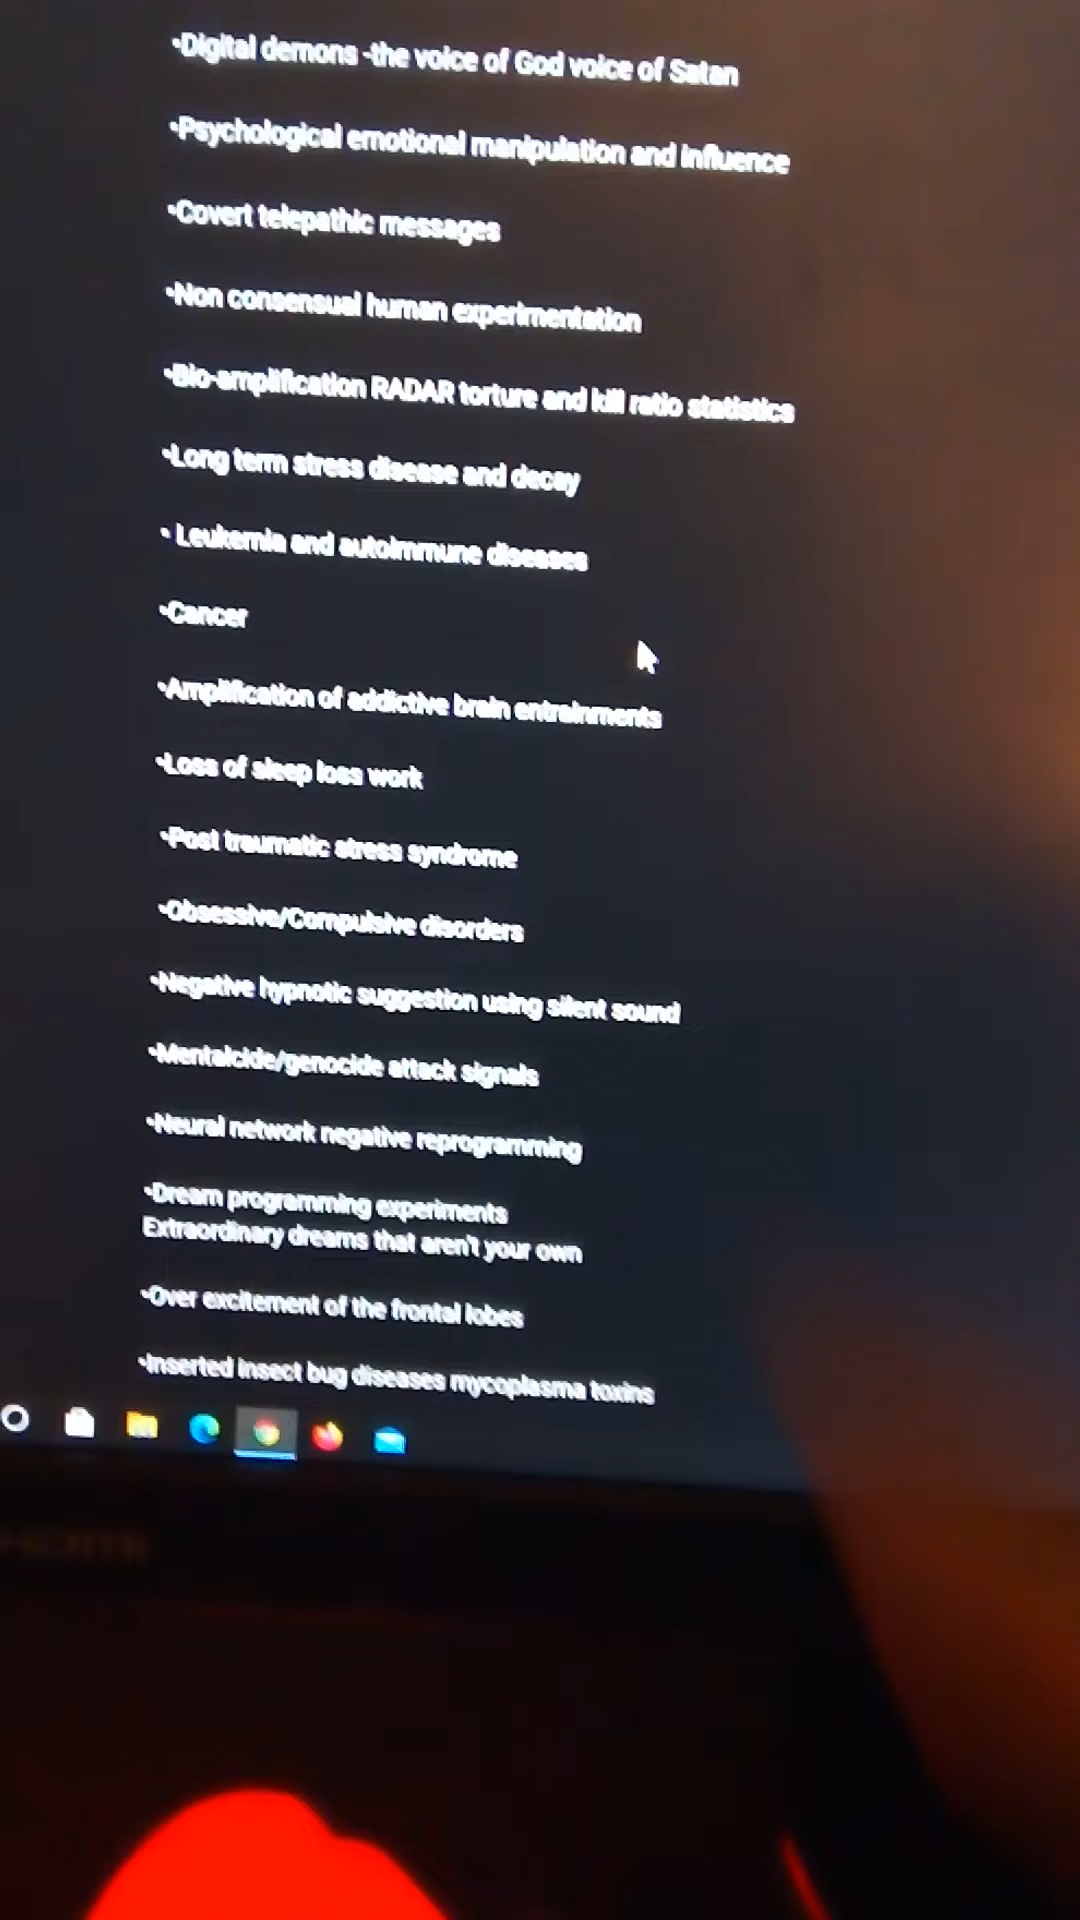 •Digital demons -the voice of God voice of Satan
•Psychological emotional manipulation and influence
•Covert telepathic messages
•Non consensual human experimentation
•Bio-amplification RADAR torture and kill ratio statistics
•Long term stress disease and decay
• Leukemia and autoimmune diseases
•Cancer
•Amplification of addictive brain entrainments
•Loss of sleep loss work
•Post traumatic stress syndrome
•Obsessive/Compulsive disorders
•Negative hypnotic suggestion using silent sound
•Mentalcide/genocide attack signals
•Neural network negative reprogramming
•Dream programming experiments
Extraordinary dreams that aren't your own
•Over excitement of the frontal lobes
•Inserted insect bug diseases mycoplasma toxins